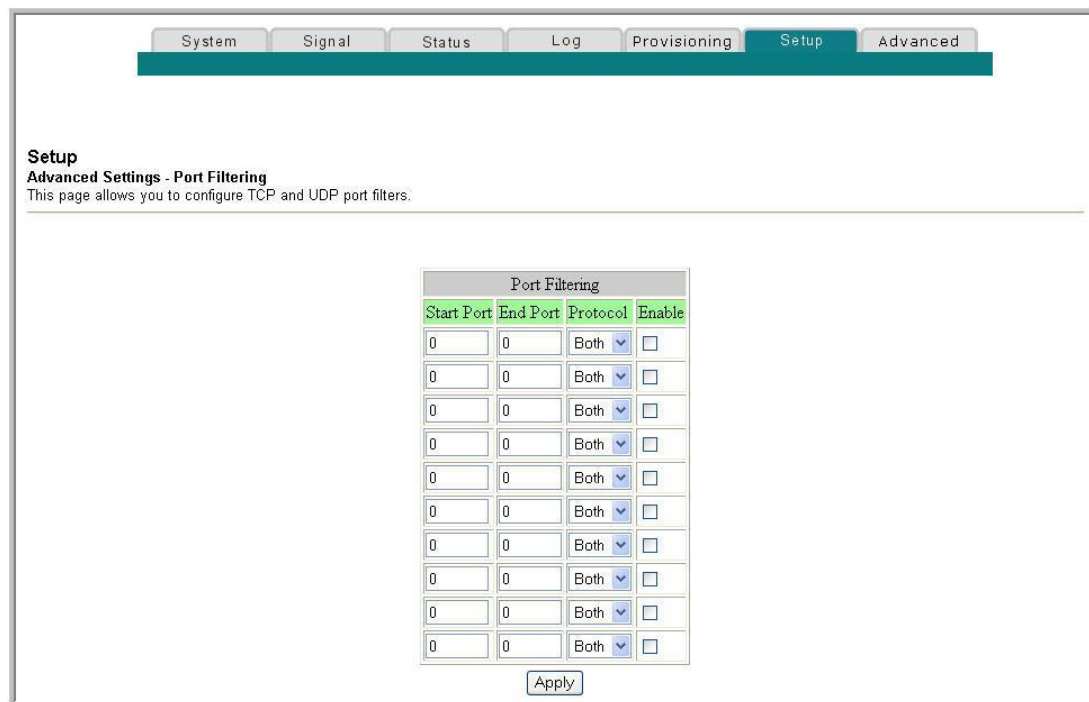 System Signal Status Log Provisioning Setup Advanced
Setup
Advanced Settings - Port Filtering
This page allows you to configure TCP and UDP port filters.
Port Filtering
Start Port End Port Protocol Enable
0 0 Both
0 0 Both
0 0 Both
0 0 Both
0 0 Both
0 0 Both
0 0 Both
0 0 Both
0 0 Both
0 0 Both
Apply